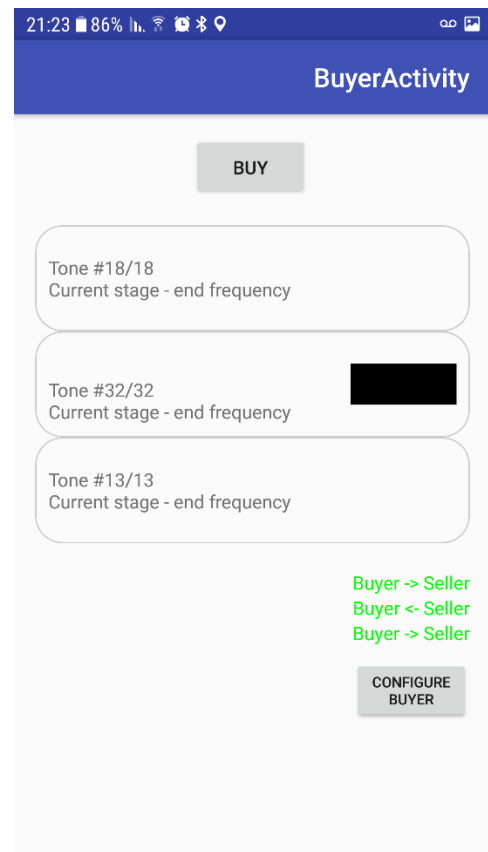 21:23 86%
BuyerActivity
BUY
Tone #18/18
Current stage - end frequency
Tone #32/32
Current stage - end frequency
Tone #13/13
Current stage - end frequency
Buyer -> Seller
Buyer <- Seller
Buyer -> Seller
CONFIGURE
BUYER